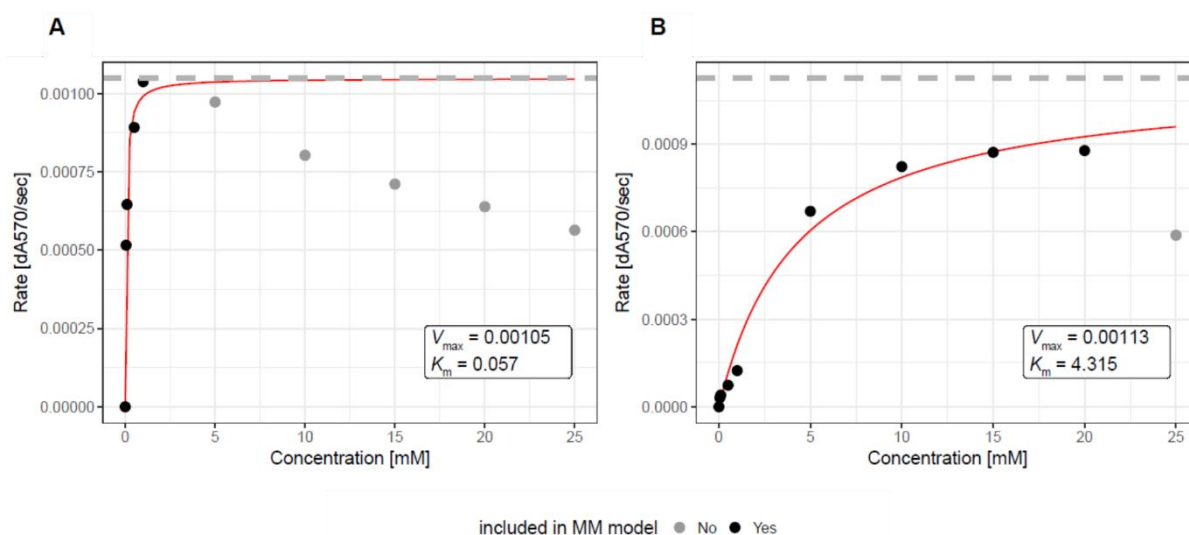 A
B
Rate [dA570/sec]
0.00100
0.00075
0.00050
0.00025
0.00000
0 5 10 15 20 25
Concentration [mM]
Vmax = 0.00105
Km = 0.057
Rate [dA570/sec]
0.0009
0.0006
0.0003
0.0000
0 5 10 15 20 25
Concentration [mM]
Vmax = 0.00113
Km = 4.315
included in MM model No Yes